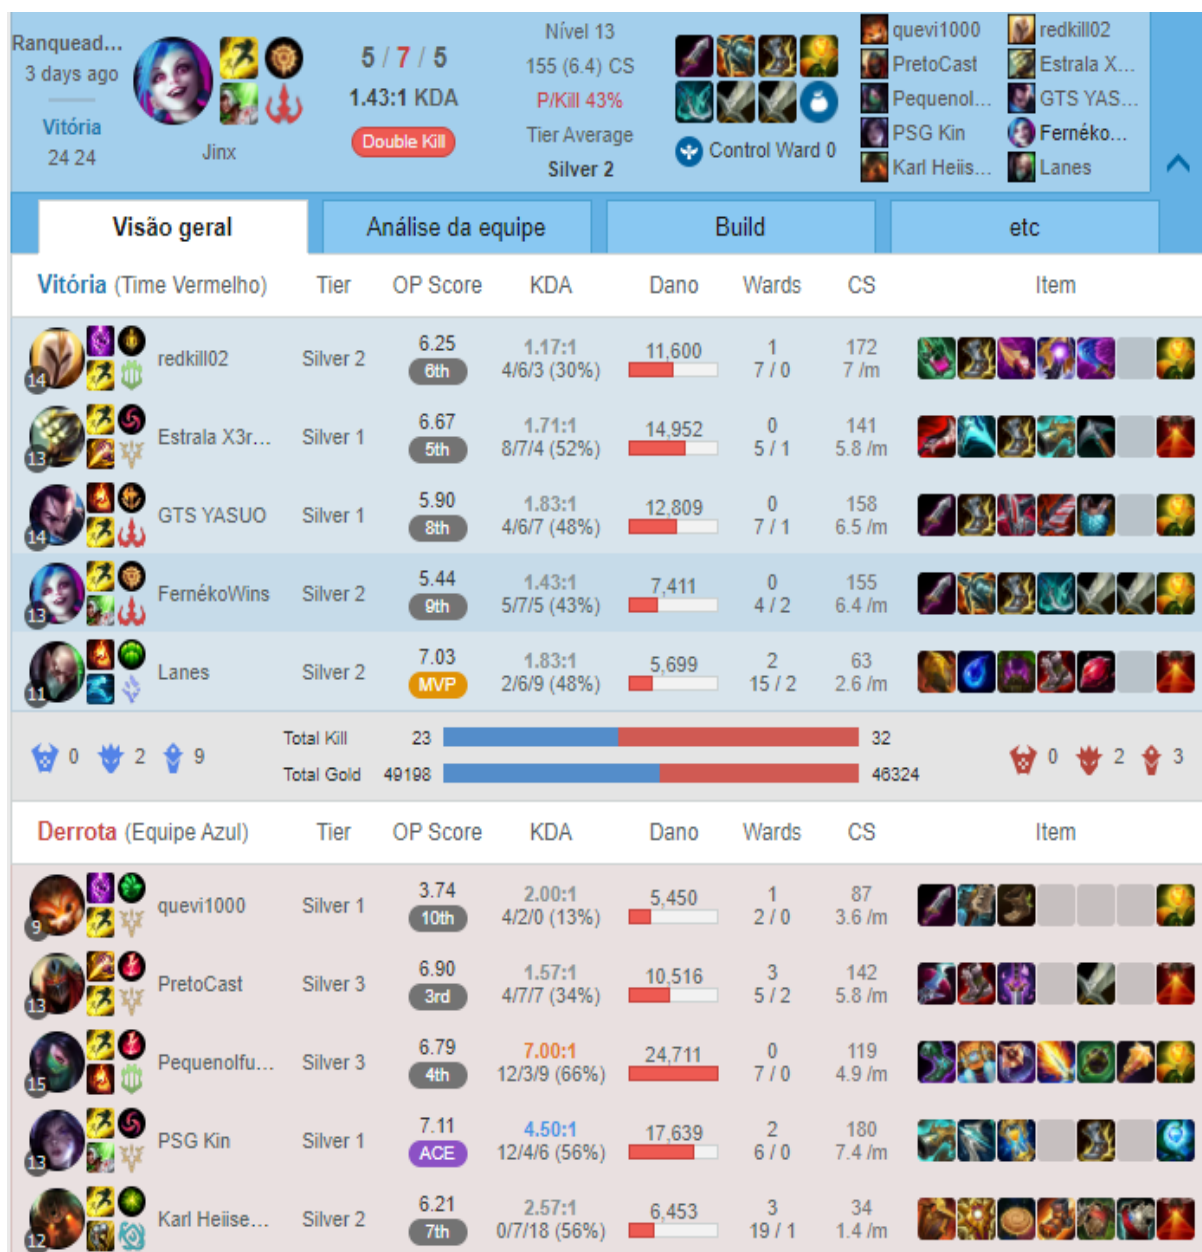 Ranquead...
3 days ago
Vitória
24 24
Jinx
5 / 7 / 5
1.43:1 KDA
Double Kill
Nível 13
155 (6.4) CS
P/Kill 43%
Tier Average
Silver 2
Control Ward 0
quevi1000
PretoCast
Pequenol...
PSG Kin
Karl Heiis...
redkill02
Estrala X...
GTS YAS...
Fernéko...
Lanes
Visão geral Análise da equipe Build etc
Vitória (Time Vermelho) Tier OP Score KDA Dano Wards CS Item
14 redkill02 Silver 2 6.25 6th 1.17:1 4/6/3 (30%) 11,600 1 7 / 0 172 7 /m
13 Estrala X3r... Silver 1 6.67 5th 1.71:1 8/7/4 (52%) 14,952 0 5 / 1 141 5.8 /m
14 GTS YASUO Silver 1 5.90 8th 1.83:1 4/6/7 (48%) 12,809 0 7 / 1 158 6.5 /m
13 FernékoWins Silver 2 5.44 9th 1.43:1 5/7/5 (43%) 7,411 0 4 / 2 155 6.4 /m
11 Lanes Silver 2 7.03 MVP 1.83:1 2/6/9 (48%) 5,699 2 15 / 2 63 2.6 /m
0 2 9
Total Kill 23 32
Total Gold 49198 46324
0 2 3
Derrota (Equipe Azul) Tier OP Score KDA Dano Wards CS Item
9 quevi1000 Silver 1 3.74 10th 2.00:1 4/2/0 (13%) 5,450 1 2 / 0 87 3.6 /m
13 PretoCast Silver 3 6.90 3rd 1.57:1 4/7/7 (34%) 10,516 3 5 / 2 142 5.8 /m
15 Pequenolfu... Silver 3 6.79 4th 7.00:1 12/3/9 (66%) 24,711 0 7 / 0 119 4.9 /m
13 PSG Kin Silver 1 7.11 ACE 4.50:1 12/4/6 (56%) 17,639 2 6 / 0 180 7.4 /m
12 Karl Heiise... Silver 2 6.21 7th 2.57:1 0/7/18 (56%) 6,453 3 19 / 1 34 1.4 /m